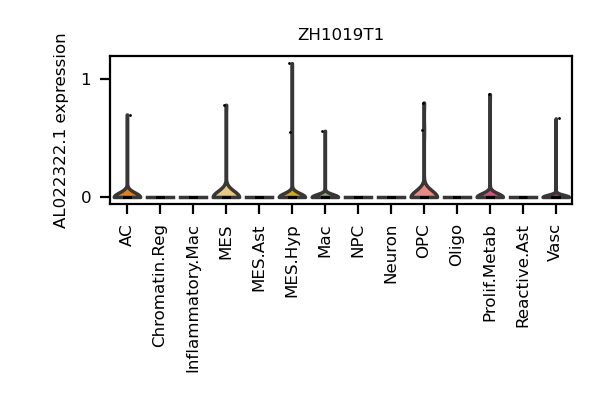 ZH1019T1
AL022322.1 expression
1
0
AC
Chromatin.Reg
Inflammatory.Mac
MES
MES.Ast
MES.Hyp
Mac
NPC
Neuron
OPC
Oligo
Prolif.Metab
Reactive.Ast
Vasc